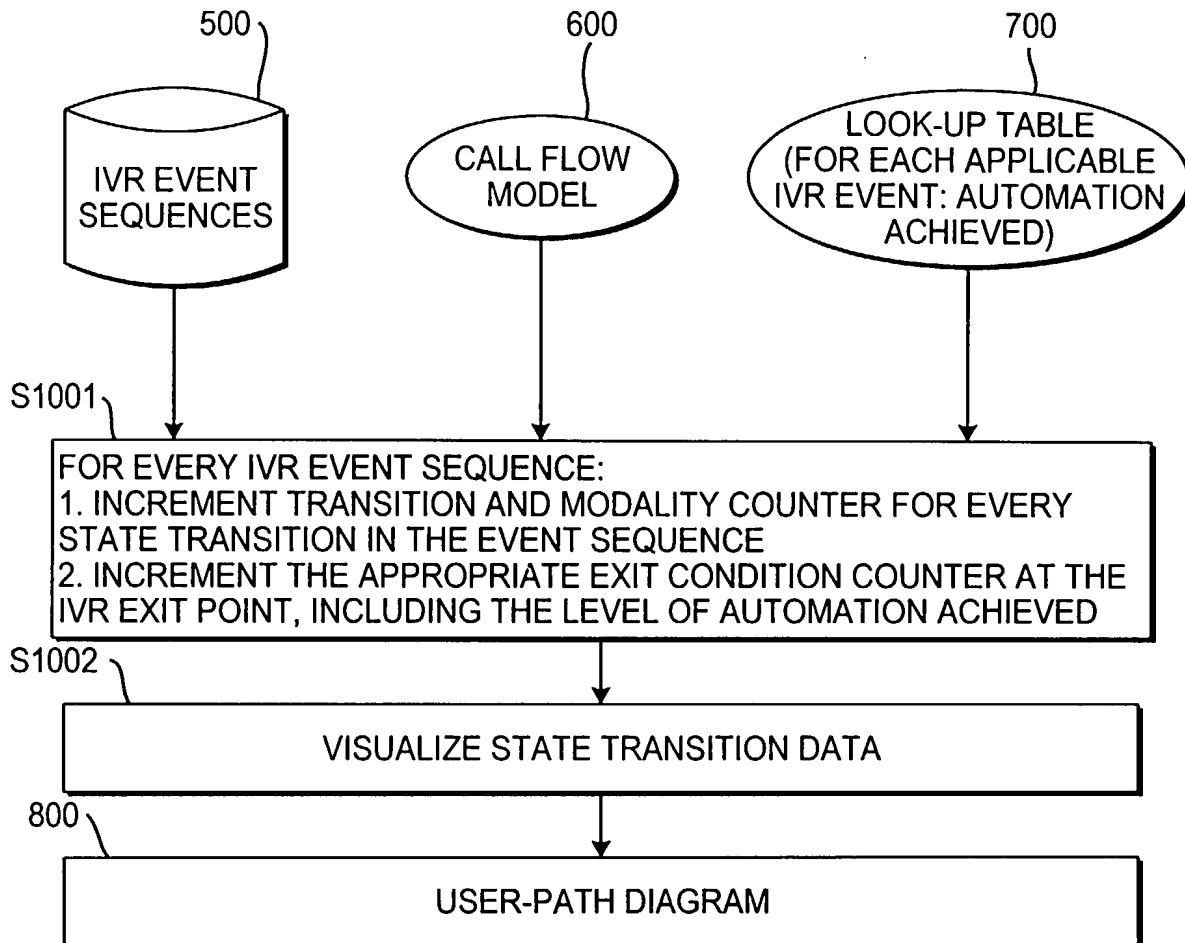 500
600
700
IVR EVENT
SEQUENCES
CALL FLOW
MODEL
LOOK-UP TABLE
(FOR EACH APPLICABLE
IVR EVENT: AUTOMATION
ACHIEVED)
S1001
FOR EVERY IVR EVENT SEQUENCE:
1. INCREMENT TRANSITION AND MODALITY COUNTER FOR EVERY
STATE TRANSITION IN THE EVENT SEQUENCE
2. INCREMENT THE APPROPRIATE EXIT CONDITION COUNTER AT THE
IVR EXIT POINT, INCLUDING THE LEVEL OF AUTOMATION ACHIEVED
S1002
VISUALIZE STATE TRANSITION DATA
800
USER-PATH DIAGRAM